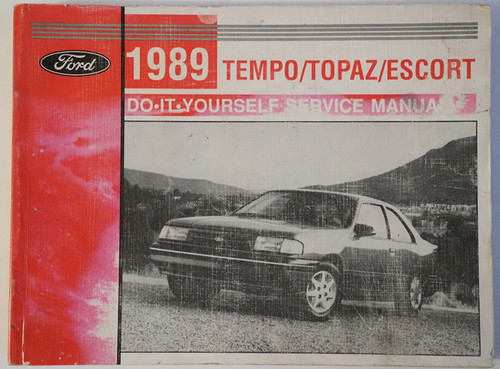 Ford
1989 TEMPO/TOPAZ/ESCORT
DO•IT•YOURSELF SERVICE MANUAL